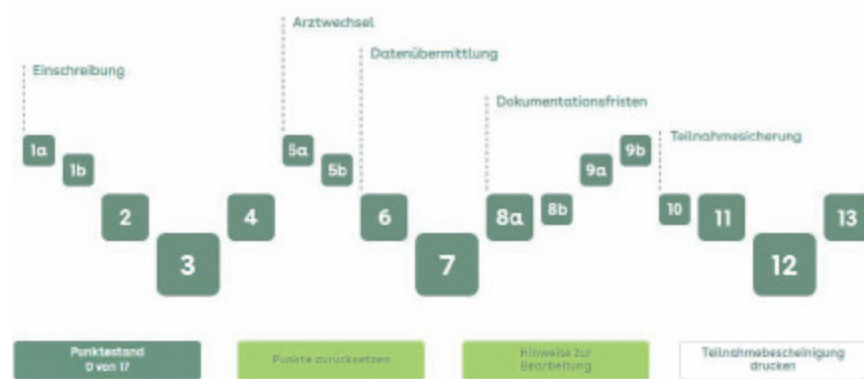 Arztwechsel
Datenübermittlung
Einschreibung
Dokumentationsfristen
Teilnahmesicherung
1a
1b
2
3
4
5a
5b
6
7
8a
8b
9a
9b
10
11
12
13
Punktestand
0 von 17
Punkte zurücksetzen
Hinweise zur
Bearbeitung
Teilnahmebescheinigung
drucken